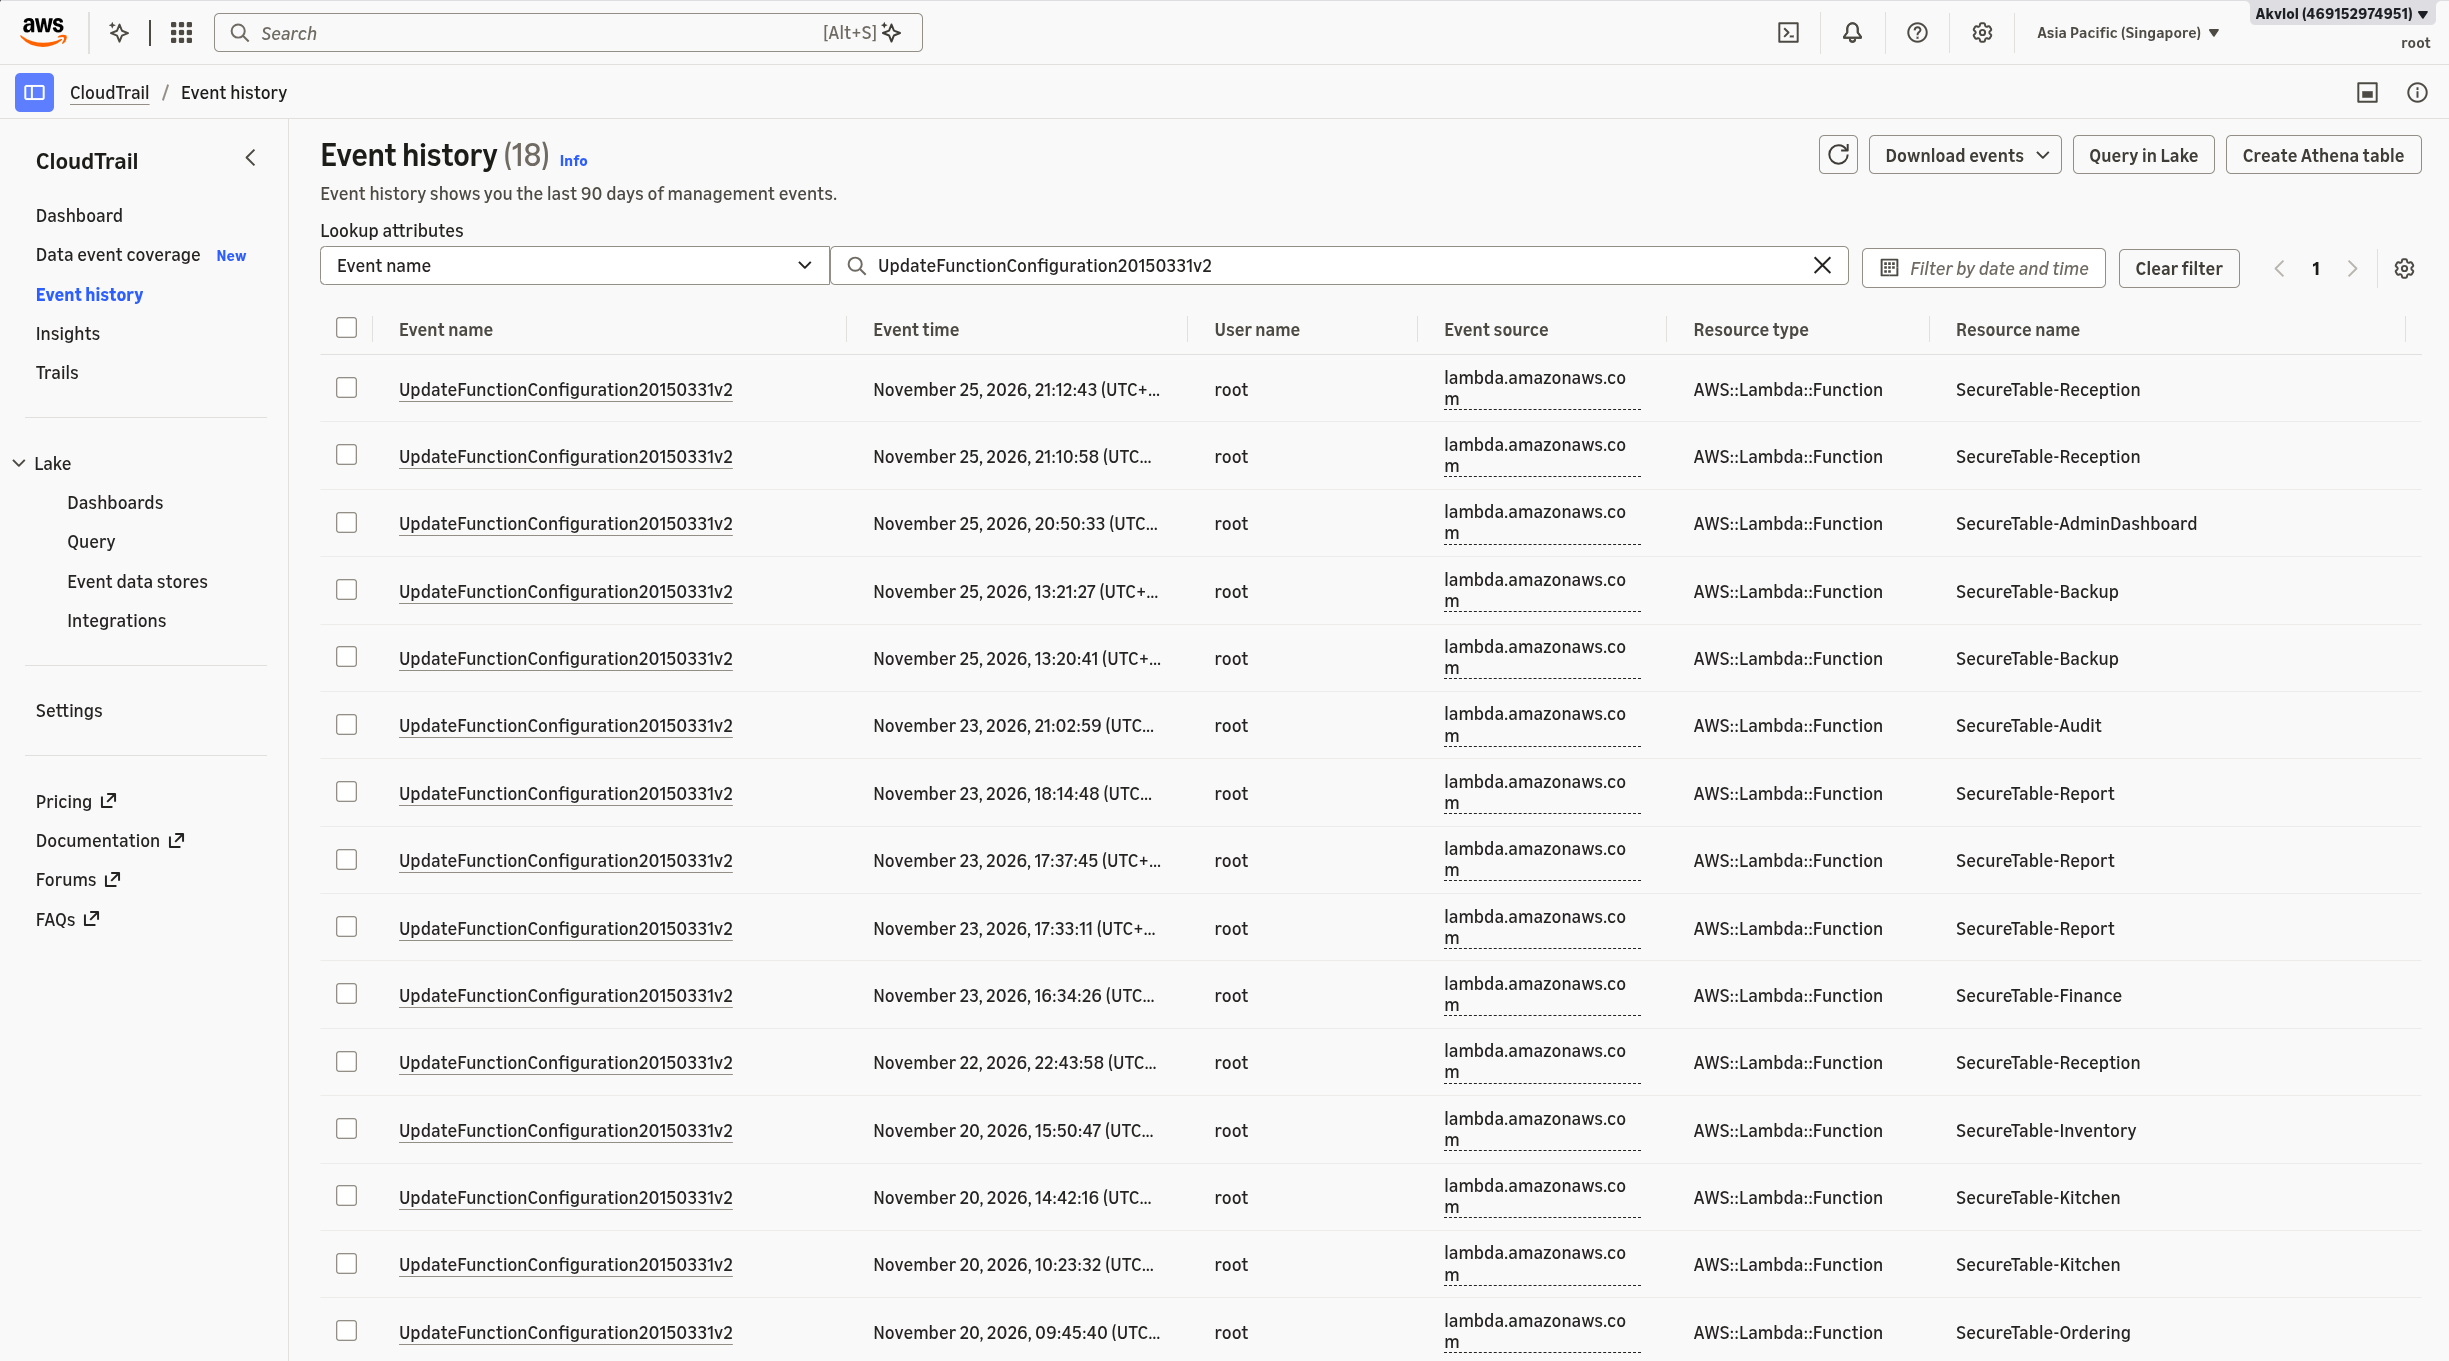 aws
Search [Alt+S]
Akvlol (469152974951)
Asia Pacific (Singapore)
root
CloudTrail / Event history
CloudTrail
Dashboard
Data event coverage New
Event history
Insights
Trails
Lake
Dashboards
Query
Event data stores
Integrations
Settings
Pricing
Documentation
Forums
FAQs
Event history (18) Info
Download events
Query in Lake
Create Athena table
Event history shows you the last 90 days of management events.
Lookup attributes
Event name
UpdateFunctionConfiguration20150331v2
Filter by date and time
Clear filter
1
Event name Event time User name Event source Resource type Resource name
UpdateFunctionConfiguration20150331v2 November 25, 2026, 21:12:43 (UTC+... root lambda.amazonaws.co
m AWS::Lambda::Function SecureTable-Reception
UpdateFunctionConfiguration20150331v2 November 25, 2026, 21:10:58 (UTC... root lambda.amazonaws.co
m AWS::Lambda::Function SecureTable-Reception
UpdateFunctionConfiguration20150331v2 November 25, 2026, 20:50:33 (UTC... root lambda.amazonaws.co
m AWS::Lambda::Function SecureTable-AdminDashboard
UpdateFunctionConfiguration20150331v2 November 25, 2026, 13:21:27 (UTC+... root lambda.amazonaws.co
m AWS::Lambda::Function SecureTable-Backup
UpdateFunctionConfiguration20150331v2 November 25, 2026, 13:20:41 (UTC+... root lambda.amazonaws.co
m AWS::Lambda::Function SecureTable-Backup
UpdateFunctionConfiguration20150331v2 November 23, 2026, 21:02:59 (UTC... root lambda.amazonaws.co
m AWS::Lambda::Function SecureTable-Audit
UpdateFunctionConfiguration20150331v2 November 23, 2026, 18:14:48 (UTC... root lambda.amazonaws.co
m AWS::Lambda::Function SecureTable-Report
UpdateFunctionConfiguration20150331v2 November 23, 2026, 17:37:45 (UTC+... root lambda.amazonaws.co
m AWS::Lambda::Function SecureTable-Report
UpdateFunctionConfiguration20150331v2 November 23, 2026, 17:33:11 (UTC+... root lambda.amazonaws.co
m AWS::Lambda::Function SecureTable-Report
UpdateFunctionConfiguration20150331v2 November 23, 2026, 16:34:26 (UTC... root lambda.amazonaws.co
m AWS::Lambda::Function SecureTable-Finance
UpdateFunctionConfiguration20150331v2 November 22, 2026, 22:43:58 (UTC... root lambda.amazonaws.co
m AWS::Lambda::Function SecureTable-Reception
UpdateFunctionConfiguration20150331v2 November 20, 2026, 15:50:47 (UTC... root lambda.amazonaws.co
m AWS::Lambda::Function SecureTable-Inventory
UpdateFunctionConfiguration20150331v2 November 20, 2026, 14:42:16 (UTC... root lambda.amazonaws.co
m AWS::Lambda::Function SecureTable-Kitchen
UpdateFunctionConfiguration20150331v2 November 20, 2026, 10:23:32 (UTC... root lambda.amazonaws.co
m AWS::Lambda::Function SecureTable-Kitchen
UpdateFunctionConfiguration20150331v2 November 20, 2026, 09:45:40 (UTC... root lambda.amazonaws.co
m AWS::Lambda::Function SecureTable-Ordering